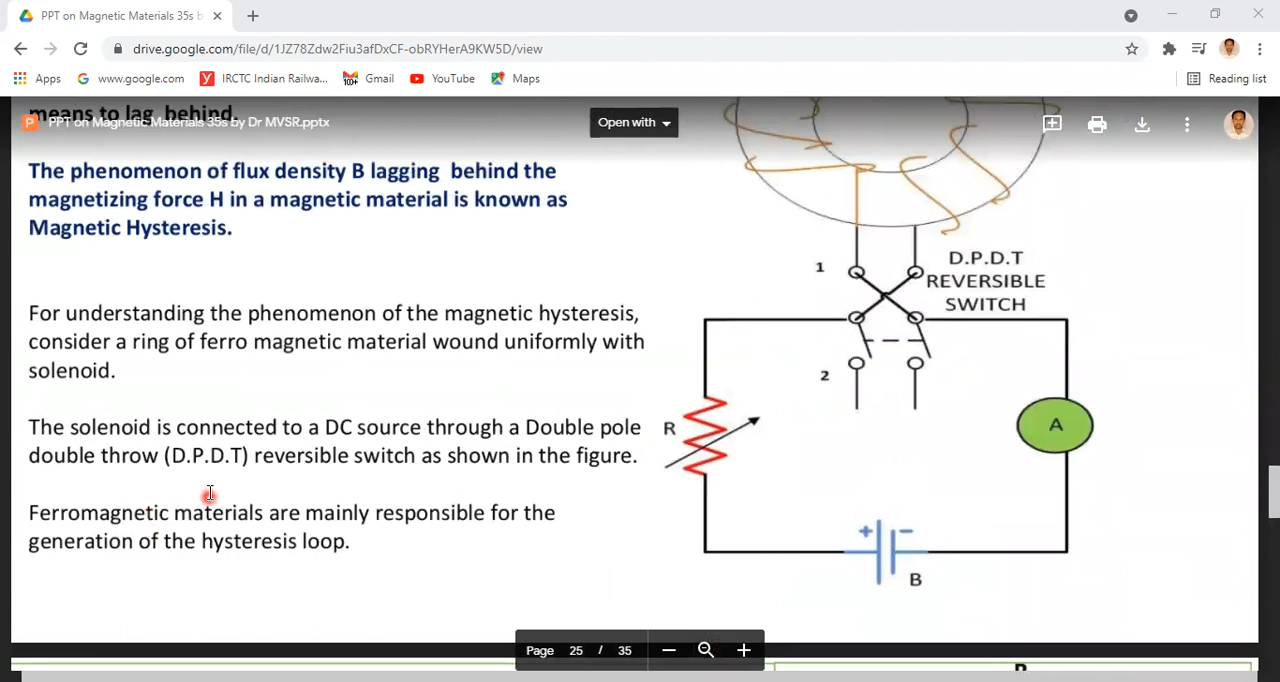 PPT on Magnetic Materials 35s b
drive.google.com/file/d/1JZ78Zdw2Fiu3afDxCF-obRYHerA9KW5D/view
Apps www.google.com IRCTC Indian Railwa... Gmail YouTube Maps Reading list
means to lag behind.
PPT on Magnetic Materials 35s by Dr MVSR.pptx
Open with
The phenomenon of flux density B lagging behind the
magnetizing force H in a magnetic material is known as
Magnetic Hysteresis.
For understanding the phenomenon of the magnetic hysteresis,
consider a ring of ferro magnetic material wound uniformly with
solenoid.
The solenoid is connected to a DC source through a Double pole
double throw (D.P.D.T) reversible switch as shown in the figure.
Ferromagnetic materials are mainly responsible for the
generation of the hysteresis loop.
1
D.P.D.T
REVERSIBLE
SWITCH
2
R
A
+ −
B
Page 25 / 35